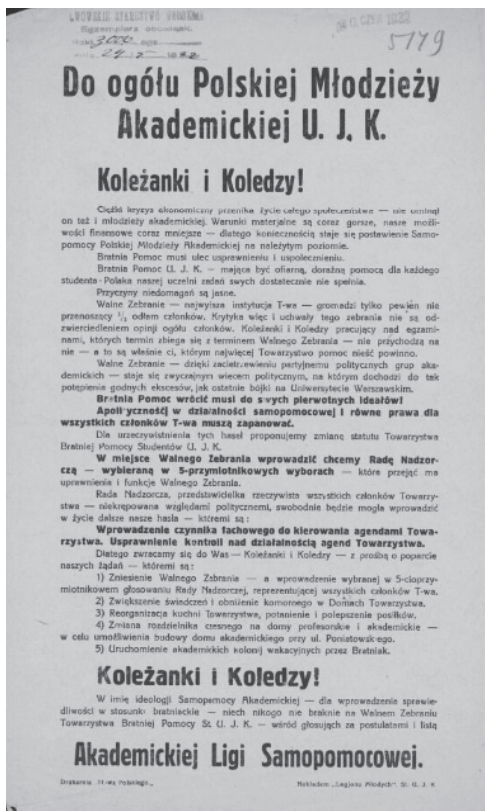 LWOWSKIE STAROSTWO GRODZKIE
Egzemplarz obowiązk.
3000
24 5 1932
1932
5179
Do ogółu Polskiej Młodzieży
Akademickiej U. J. K.
Koleżanki i Koledzy!
Ciężki kryzys ekonomiczny przenika życie całego społeczeństwa — nie ominął
on też i młodzieży akademickiej. Warunki materjalne są coraz gorsze, nasze możli-
wości finansowe coraz mniejsze — dlatego koniecznością staje się postawienie Samo-
pomocy Polskiej Młodzieży Akademickiej na należytym poziomie.
Bratnia Pomoc musi ulec usprawnieniu i uspołecznieniu.
Bratnia Pomoc U. J. K. — mająca być ofiarną, doraźną pomocą dla każdego
studenta-Polaka naszej uczelni zadań swych dostatecznie nie spełnia.
Przyczyny niedomagań są jasne.
Walne Zebranie — najwyższa instytucja T-wa — gromadzi tylko pewien nie
przenoszący odłam członków. Krytyka więc i uchwały tego zebrania nie są od-
zwierciedleniem opinji ogółu członków. Koleżanki i Koledzy pracujący nad egzami-
nami, których termin zbiega się z terminem Walnego Zebrania — nie przychodzą na
nie — a to są właśnie ci, którym najwięcej Towarzystwo pomoc nieść powinno.
Walne Zebranie — dzięki zacietrzewieniu partyjnemu politycznych grup aka-
demickich — staje się zwyczajnym wiecem politycznym, na którym dochodzi do tak
potępienia godnych ekscesów, jak ostatnie bójki na Uniwersytecie Warszawskim.
Bratnia Pomoc wrócić musi do swych pierwotnych ideałów!
Apolityczność w działalności samopomocowej i równe prawa dla
wszystkich członków T-wa muszą zapanować.
Dla urzeczywistnienia tych haseł proponujemy zmianę statutu Towarzystwa
Bratniej Pomocy Studentów U. J. K.
W miejsce Walnego Zebrania wprowadzić chcemy Radę Nadzor-
czą — wybieraną w 5-przymiotnikowych wyborach — które przejąć ma
uprawnienia i funkcje Walnego Zebrania.
Rada Nadzorcza, przedstwicielka rzeczywista wszystkich członków Towarzy-
stwa — niekrępowana względami politycznemi, swobodnie będzie mogła wprowadzić
w życie dalsze nasze hasła — któremi są:
Wprowadzenie czynnika fachowego do kierowania agendami Towa-
rzystwa. Usprawnienie kontroli nad działalnością agend Towarzystwa.
Dlatego zwracamy się do Was — Koleżanki i Koledzy — z prośbą o poparcie
naszych żądań — któremi są:
1) Zniesienie Walnego Zebrania — a wprowadzenie wybranej w 5-cioprzy-
miotnikowem głosowaniu Rady Nadzorczej, reprezentującej wszystkich członków T-wa.
2) Zwiększenie świadczeń i obniżenie komornego w Domach Towarzystwa.
3) Reorganizacja kuchni Towarzystwa, potanienie i polepszenie posiłków.
4) Zmiana rozdzielnika czesnego na domy profesorskie i akademickie —
w celu umożliwienia budowy domu akademickiego przy ul. Poniatowskiego.
5) Uruchomienie akademickich kolonij wakacyjnych przez Bratniak.
Koleżanki i Koledzy!
W imię ideologji Samopomocy Akademickiej — dla wprowadzenia sprawie-
dliwości w stosunki bratniackie — niech nikogo nie braknie na Walnem Zebraniu
Towarzystwa Bratniej Pomocy St. U. J. K. — wśród głosujących za postulatami i listą
Akademickiej Ligi Samopomocowej.
Drukarnia „Słowa Polskiego„
Nakładem „Legjonu Młodych" St. U. J. K.